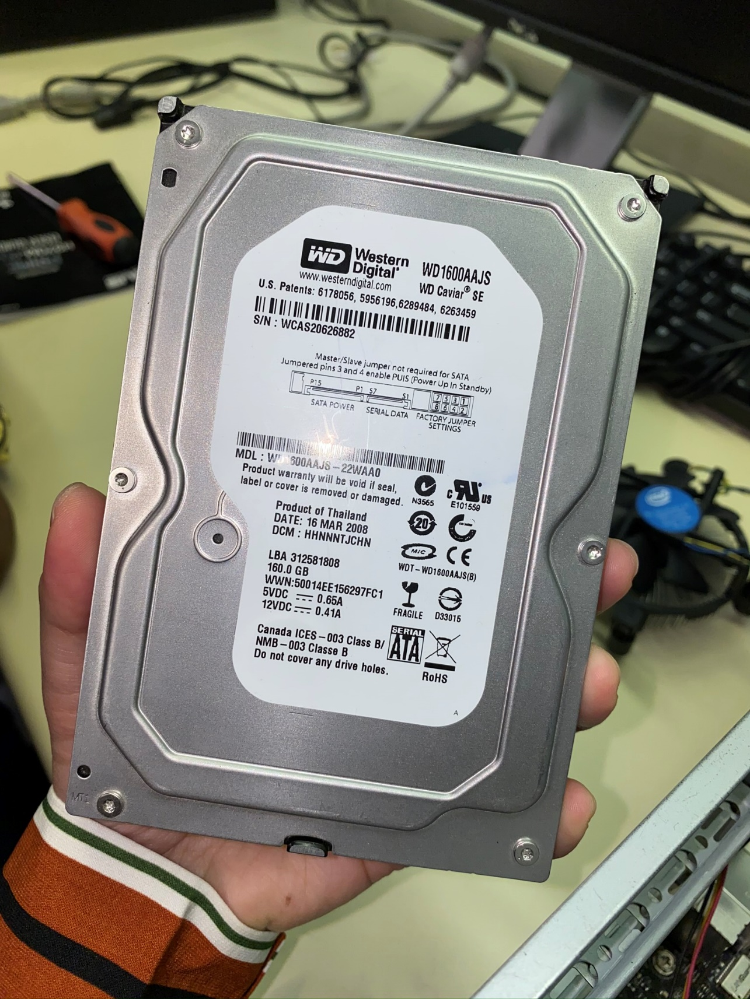 WD Western Digital®
www.westerndigital.com
WD1600AAJS
WD Caviar® SE
U.S. Patents: 6178056, 5956196,6289484, 6263459
S/N : WCAS20626882
Master/Slave jumper not required for SATA
Jumpered pins 3 and 4 enable PUIS (Power Up In Standby)
P15 P1 S7 S1
7 5 3 1
8 6 4 2
SATA POWER SERIAL DATA FACTORY JUMPER
SETTINGS
MDL : WD1600AAJS – 22WAA0
Product warranty will be void if seal,
label or cover is removed or damaged.
N3565
c RU US
E101559
Product of Thailand
DATE: 16 MAR 2008
DCM : HHNNNTJCHN
20
MIC CE
WDT – WD1600AAJS(B)
LBA 312581808
160.0 GB
WWN:50014EE156297FC1
5VDC 0.65A
12VDC 0.41A
FRAGILE D33015
Canada ICES – 003 Class B/
NMB – 003 Classe B
Do not cover any drive holes.
SERIAL
ATA
RoHS
A
MT1
intel